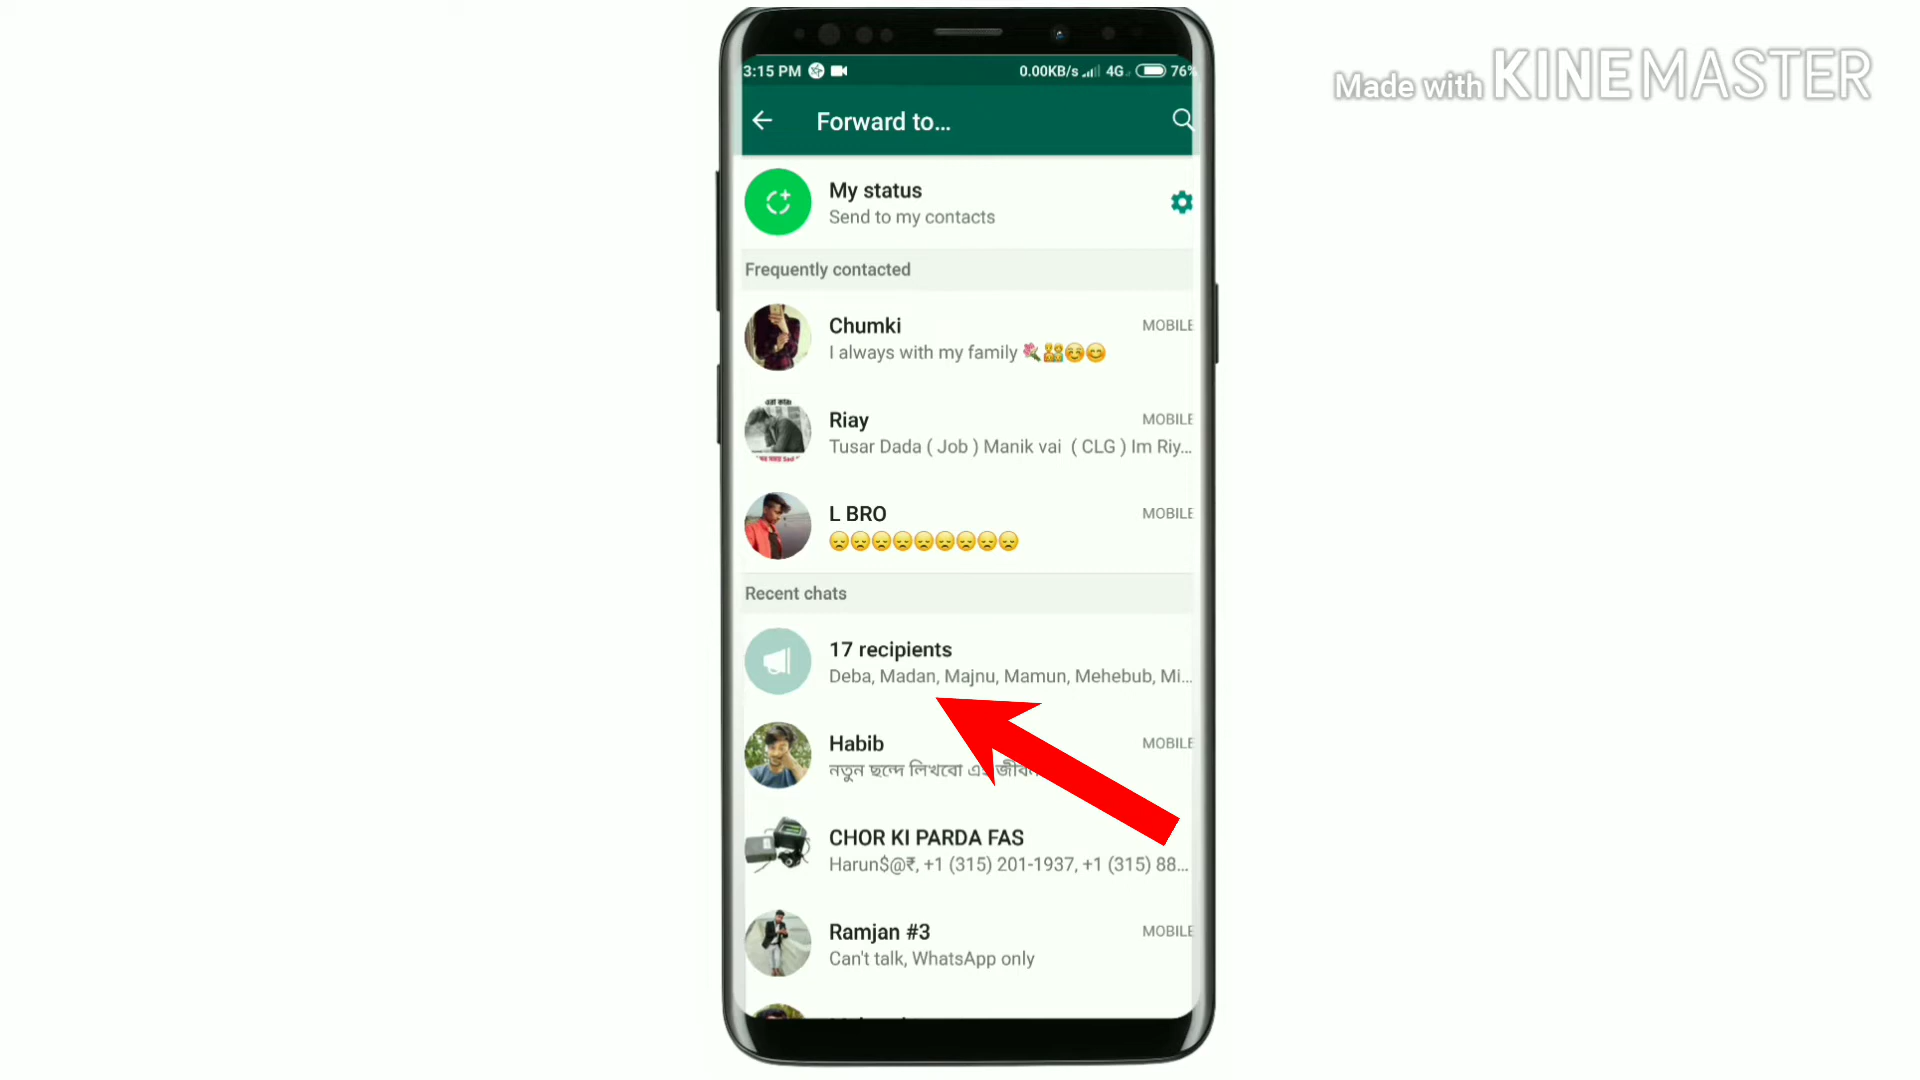 Made with KINEMASTER
3:15 PM 0.00KB/s 4G 76%
Forward to...
My status
Send to my contacts
Frequently contacted
Chumki MOBILE
I always with my family 💐👨‍👩‍👧‍👦☺️😊
Riay MOBILE
Tusar Dada ( Job ) Manik vai ( CLG ) Im Riy...
L BRO MOBILE
😞😞😞😞😞😞😞😞😞
Recent chats
17 recipients
Deba, Madan, Majnu, Mamun, Mehebub, Mi...
Habib MOBILE
নতুন ছন্দে লিখবো
CHOR KI PARDA FAS
Harun$@₹, +1 (315) 201-1937, +1 (315) 88...
Ramjan #3 MOBILE
Can't talk, WhatsApp only